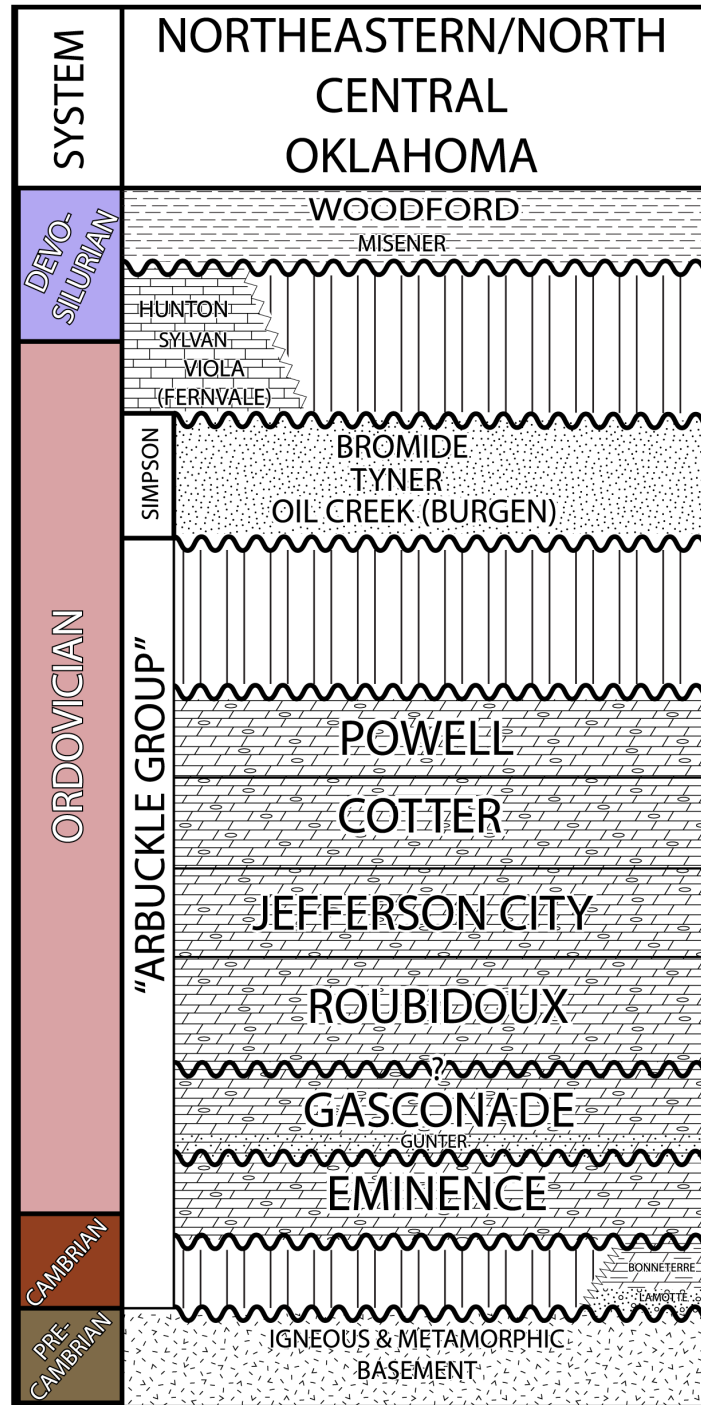 SYSTEM
NORTHEASTERN/NORTH
CENTRAL
OKLAHOMA
DEVO-
SILURIAN
WOODFORD
MISENER
HUNTON
SYLVAN
VIOLA
(FERNVALE)
ORDOVICIAN
SIMPSON
BROMIDE
TYNER
OIL CREEK (BURGEN)
"ARBUCKLE GROUP"
POWELL
COTTER
JEFFERSON CITY
ROUBIDOUX
?
GASCONADE
GUNTER
EMINENCE
CAMBRIAN
BONNETERRE
LAMOTTE
PRE-
CAMBRIAN
IGNEOUS & METAMORPHIC
BASEMENT